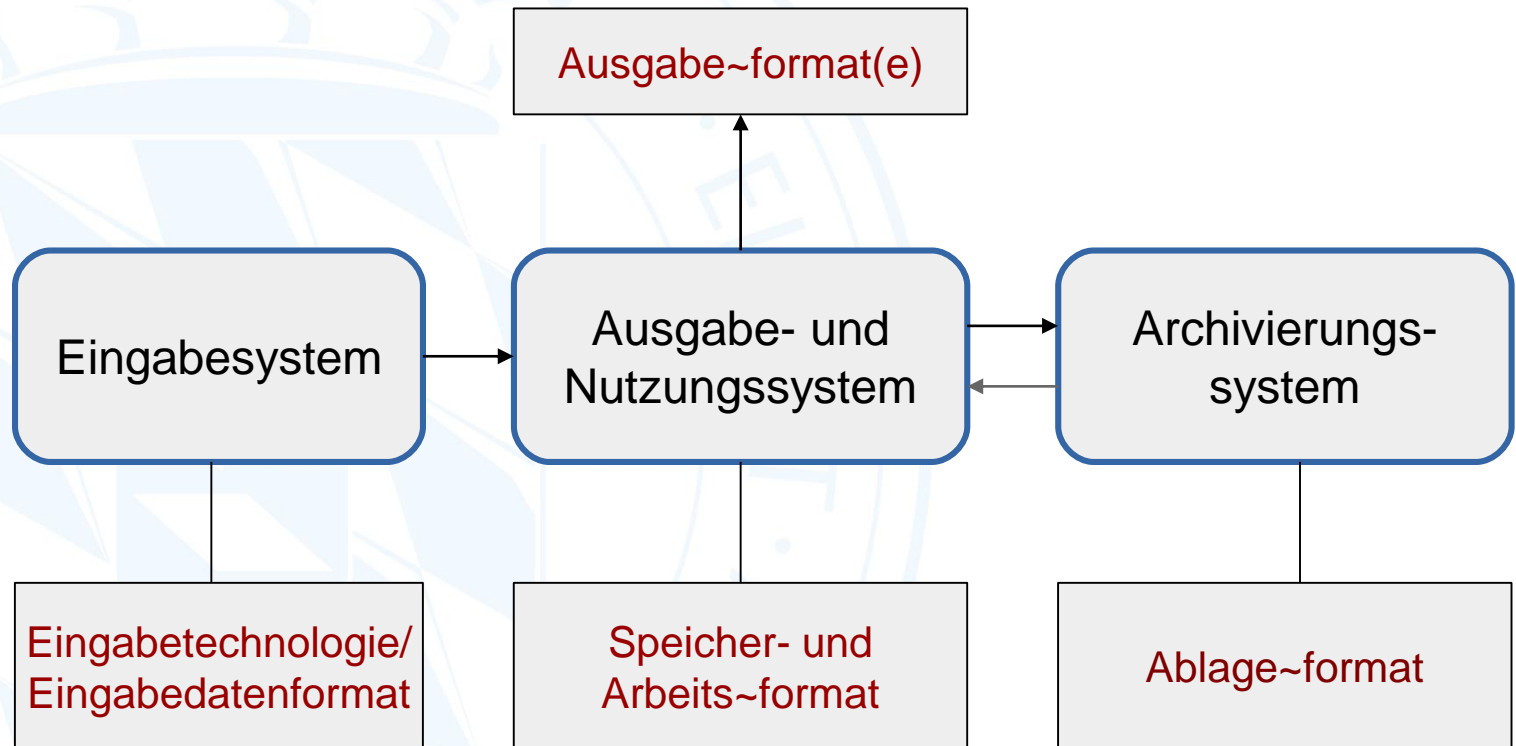 Ausgabe~format(e)
Eingabesystem
Ausgabe- und
Nutzungssystem
Archivierungs-
system
Eingabetechnologie/
Eingabedatenformat
Speicher- und
Arbeits~format
Ablage~format